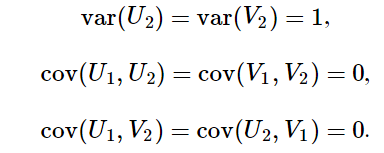 var(U₂) = var(V₂) = 1,
cov(U₁, U₂) = cov(V₁, V₂) = 0,
cov(U₁, V₂) = cov(U₂, V₁) = 0.